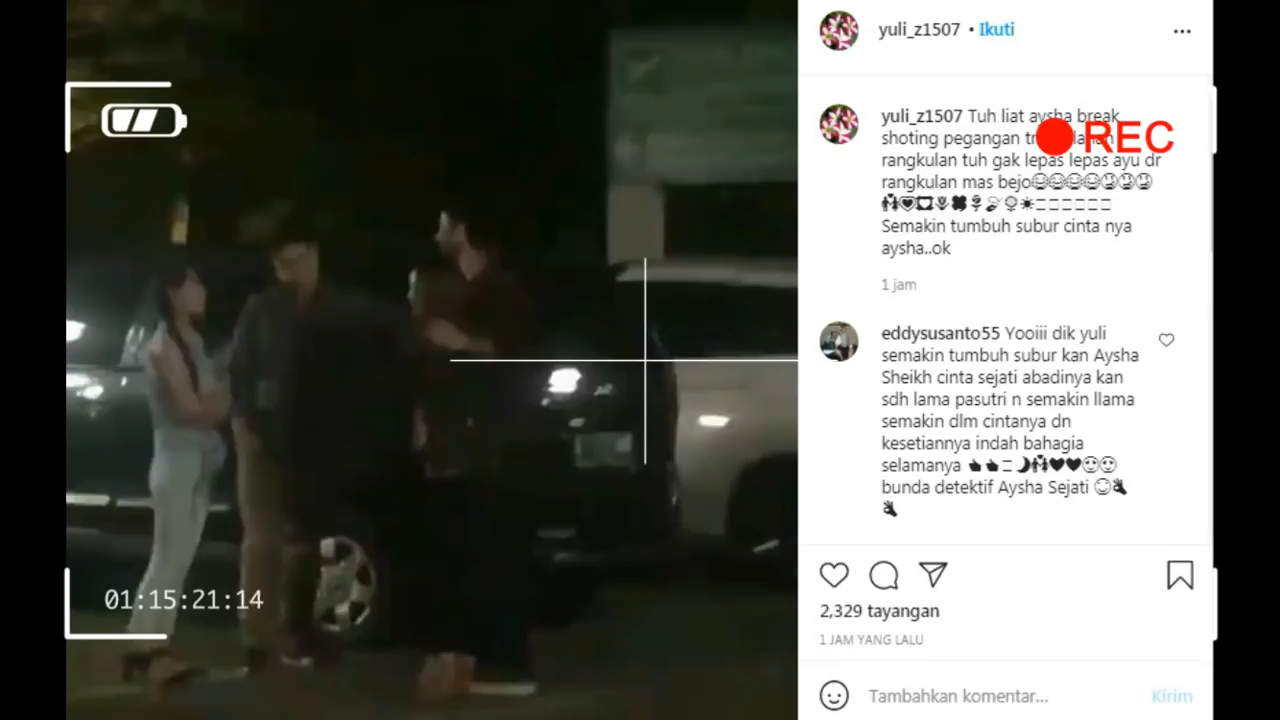 yuli_z1507 • Ikuti
yuli_z1507 Tuh liat aysha break
shoting pegangan
REC
rangkulan tuh gak lepas lepas ayu dr
rangkulan mas bejo
Semakin tumbuh subur cinta nya
aysha..ok
1 jam
eddysusanto55 Yooiii dik yuli
semakin tumbuh subur kan Aysha
Sheikh cinta sejati abadinya kan
sdh lama pasutri n semakin llama
semakin dlm cintanya dn
kesetiannya indah bahagia
selamanya
bunda detektif Aysha Sejati
01:15:21:14
2,329 tayangan
1 JAM YANG LALU
Tambahkan komentar...
Kirim